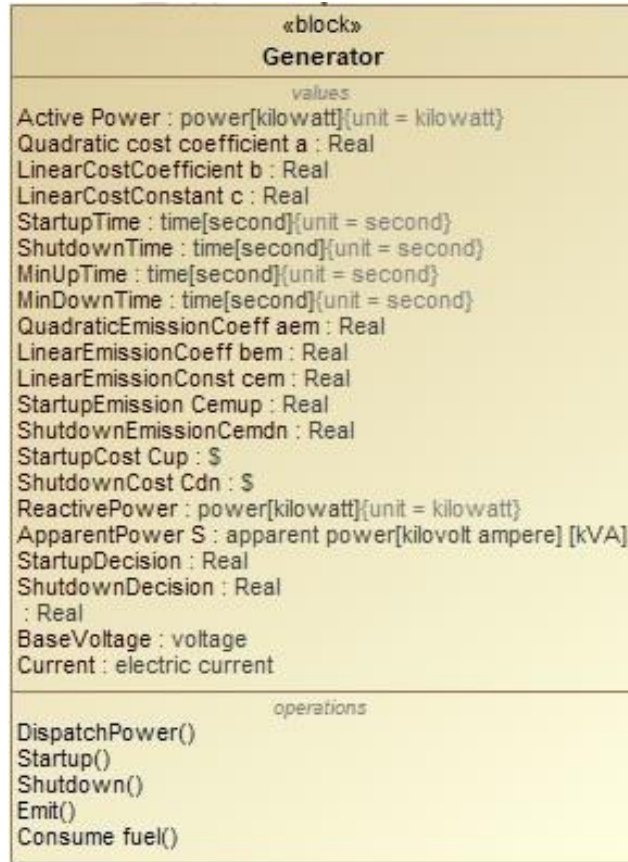 «block»
Generator
values
Active Power : power[kilowatt]{unit = kilowatt}
Quadratic cost coefficient a : Real
LinearCostCoefficient b : Real
LinearCostConstant c : Real
StartupTime : time[second]{unit = second}
ShutdownTime : time[second]{unit = second}
MinUpTime : time[second]{unit = second}
MinDownTime : time[second]{unit = second}
QuadraticEmissionCoeff aem : Real
LinearEmissionCoeff bem : Real
LinearEmissionConst cem : Real
StartupEmission Cemup : Real
ShutdownEmissionCemdn : Real
StartupCost Cup : $
ShutdownCost Cdn : $
ReactivePower : power[kilowatt]{unit = kilowatt}
ApparentPower S : apparent power[kilovolt ampere] [kVA]
StartupDecision : Real
ShutdownDecision : Real
: Real
BaseVoltage : voltage
Current : electric current
operations
DispatchPower()
Startup()
Shutdown()
Emit()
Consume fuel()